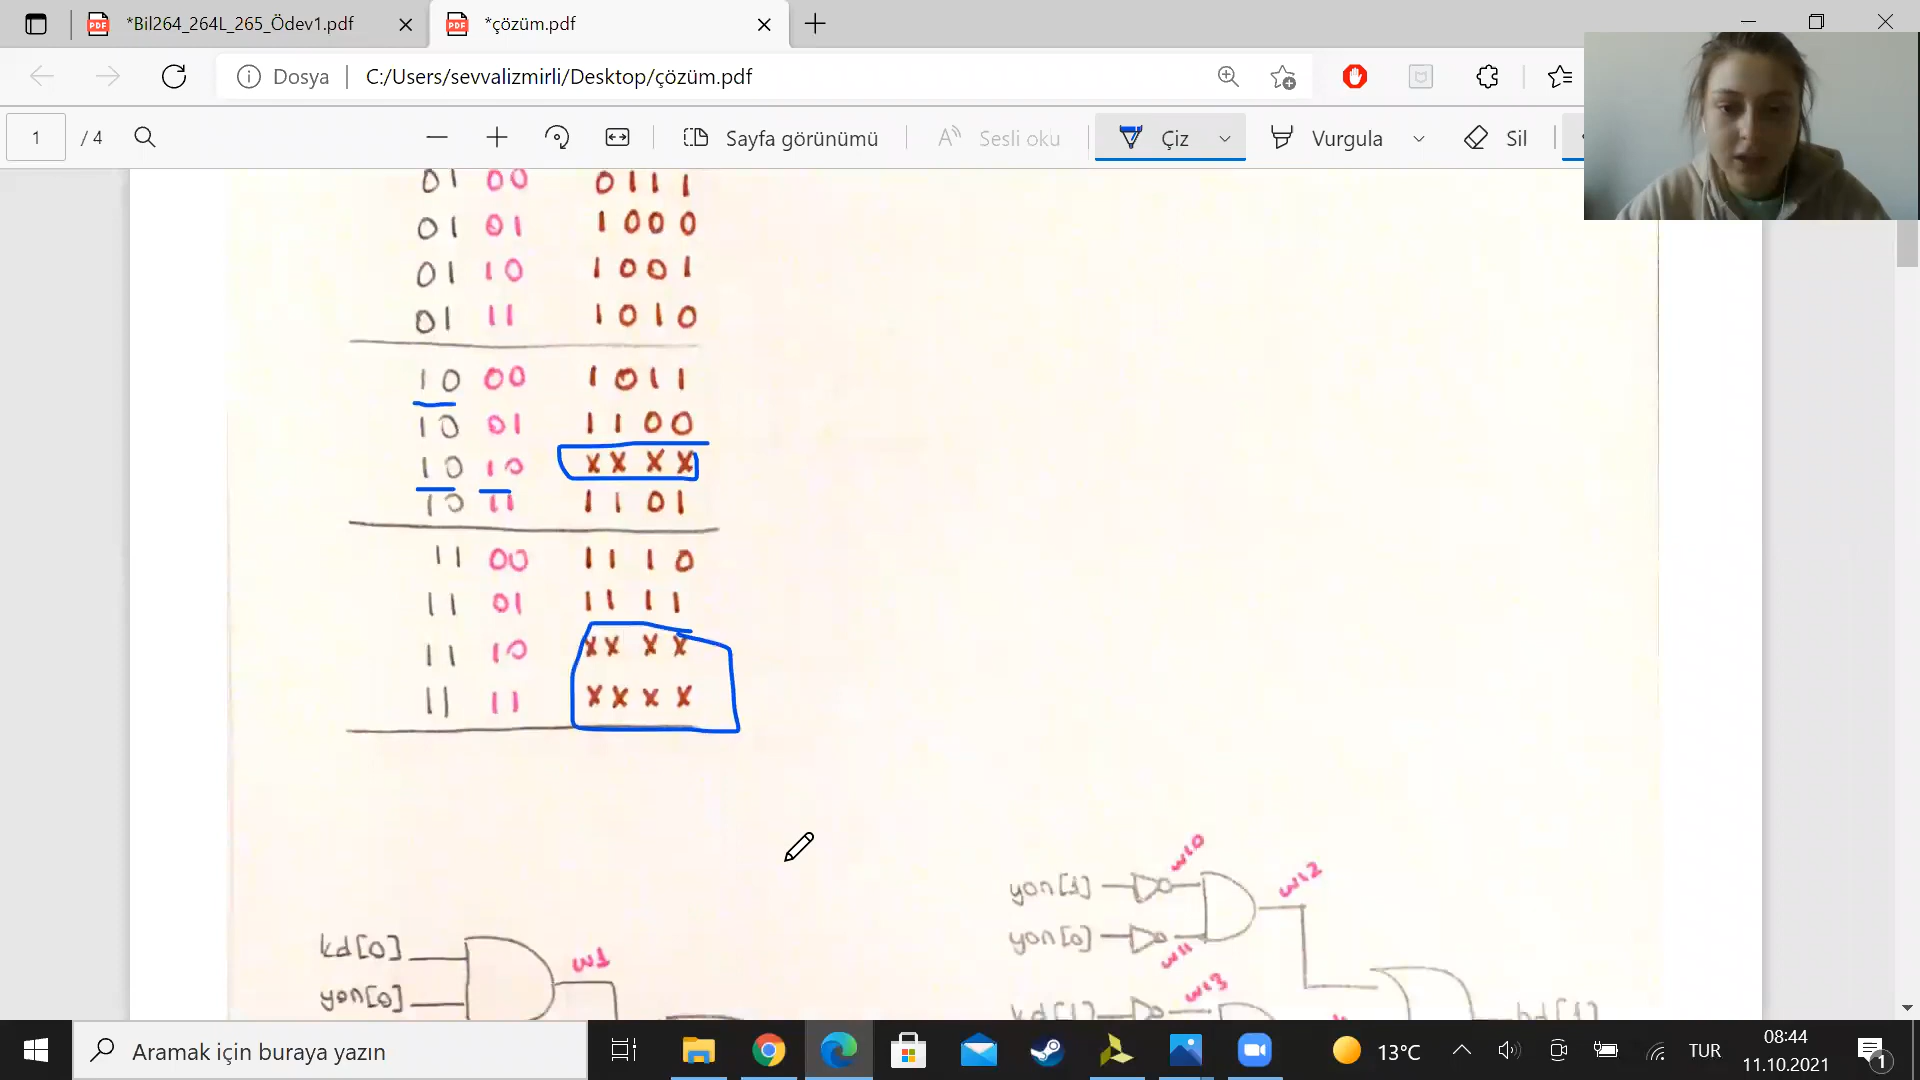 *Bil264_264L_265_Ödev1.pdf
*çözüm.pdf
Dosya
C:/Users/sevvalizmirli/Desktop/çözüm.pdf
1 / 4
Sayfa görünümü
Sesli oku
Çiz
Vurgula
Sil
01 00 0111
01 01 1000
01 10 1001
01 11 1010
10 00 1011
10 01 1100
10 10 XXXX
10 11 1101
11 00 1110
11 01 1111
11 10 XXXX
11 11 XXXX
w10
yon[1]
w12
yon[0]
w11
kd[0]
w1
yon[0]
w13
kd[1]
Aramak için buraya yazın
13°C
TUR
08:44
11.10.2021
1